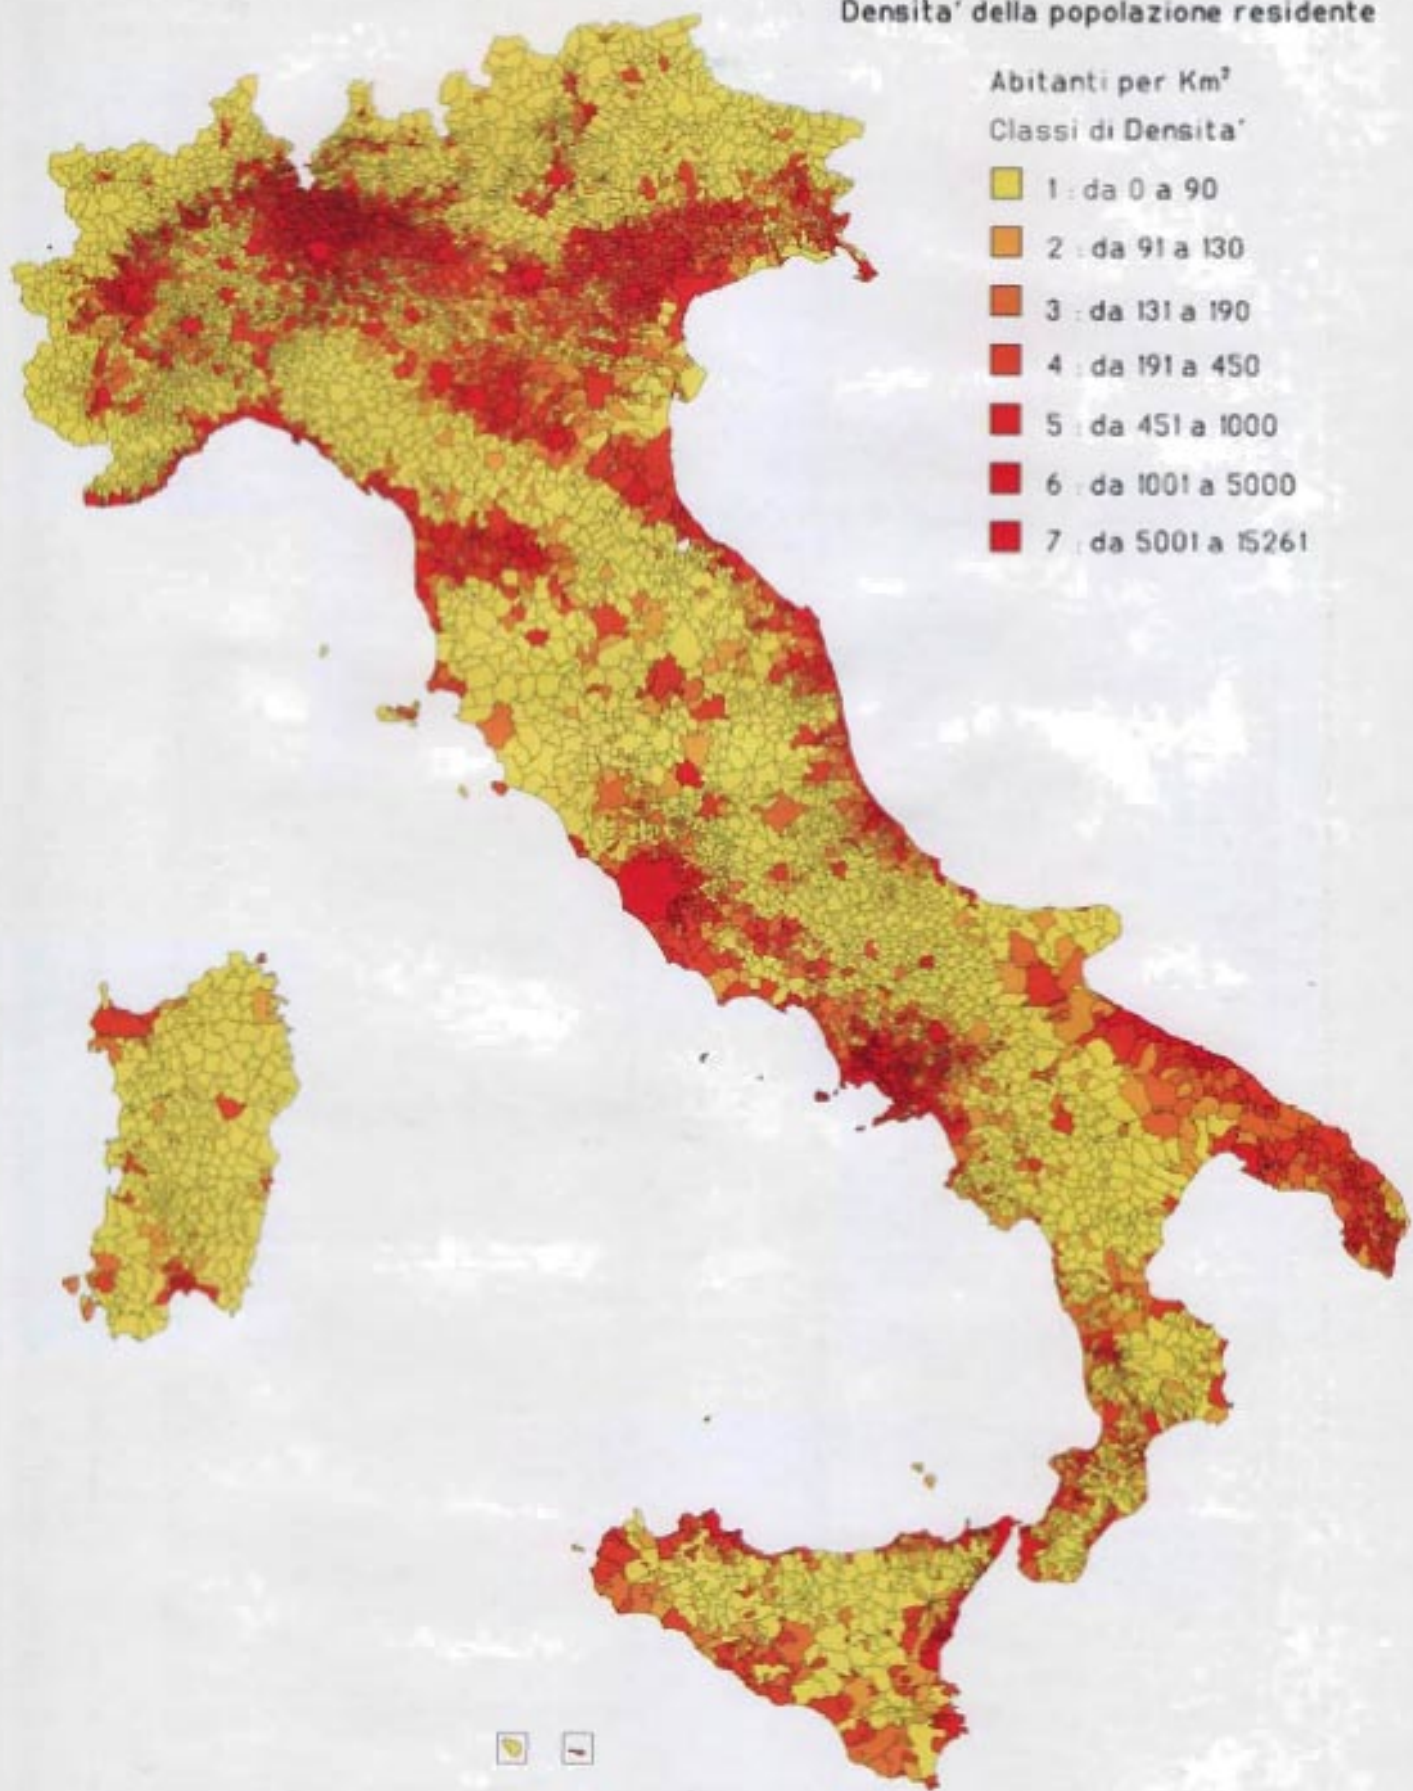 Densita' della popolazione residente
Abitanti per Km²
Classi di Densita'
1 : da 0 a 90
2 : da 91 a 130
3 : da 131 a 190
4 : da 191 a 450
5 : da 451 a 1000
6 : da 1001 a 5000
7 : da 5001 a 15261